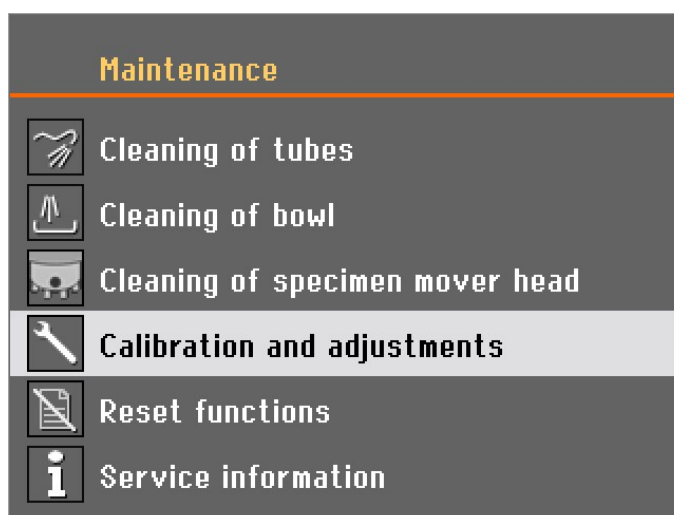 Maintenance
Cleaning of tubes
Cleaning of bowl
Cleaning of specimen mover head
Calibration and adjustments
Reset functions
Service information